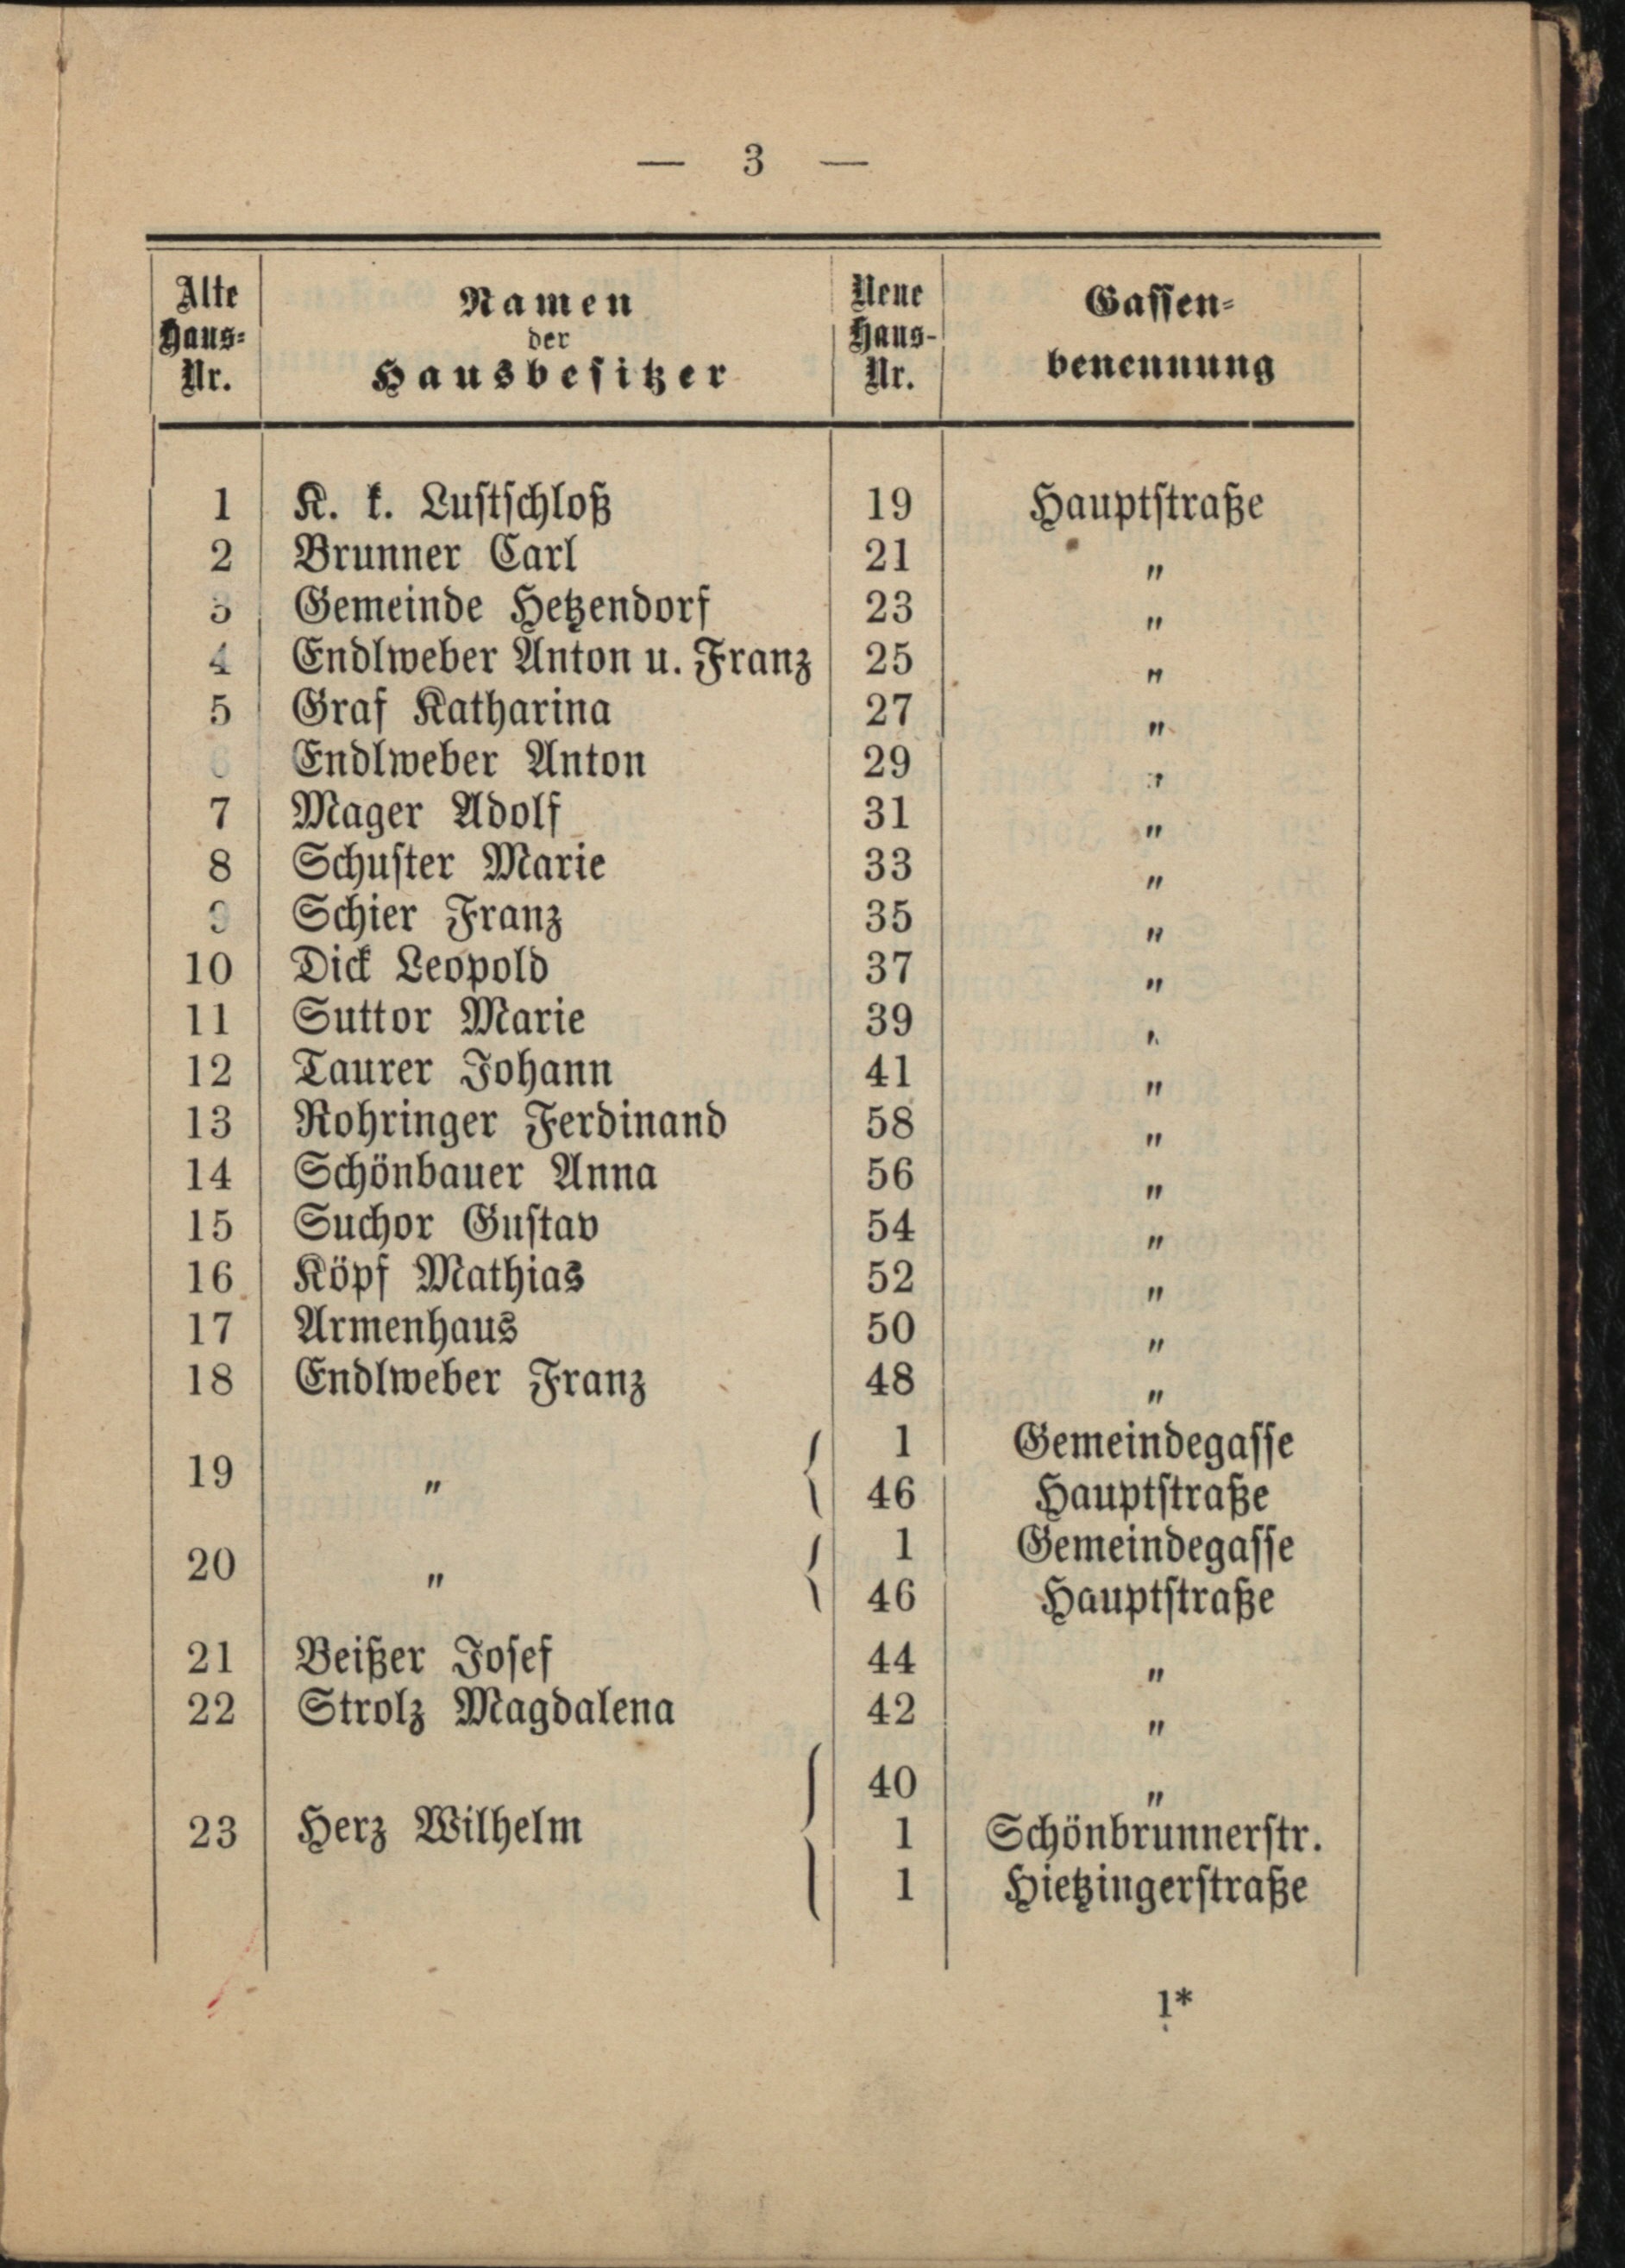 — 3 —
Alte Haus-Nr. Namen der Hausbesitzer Neue Haus-Nr. Gassen-benennung
1 K. k. Lustschloß 19 Hauptstraße
2 Brunner Carl 21 "
3 Gemeinde Hetzendorf 23 "
4 Endlweber Anton u. Franz 25 "
5 Graf Katharina 27 "
6 Endlweber Anton 29 "
7 Mager Adolf 31 "
8 Schuster Marie 33 "
9 Schier Franz 35 "
10 Dick Leopold 37 "
11 Suttor Marie 39 "
12 Taurer Johann 41 "
13 Rohringer Ferdinand 58 "
14 Schönbauer Anna 56 "
15 Suchor Gustav 54 "
16 Köpf Mathias 52 "
17 Armenhaus 50 "
18 Endlweber Franz 48 "
19 " { 1 Gemeindegasse
46 Hauptstraße
20 " { 1 Gemeindegasse
46 Hauptstraße
21 Beißer Josef 44 "
22 Strolz Magdalena 42 "
23 Herz Wilhelm { 40 "
1 Schönbrunnerstr.
1 Hietzingerstraße
1*